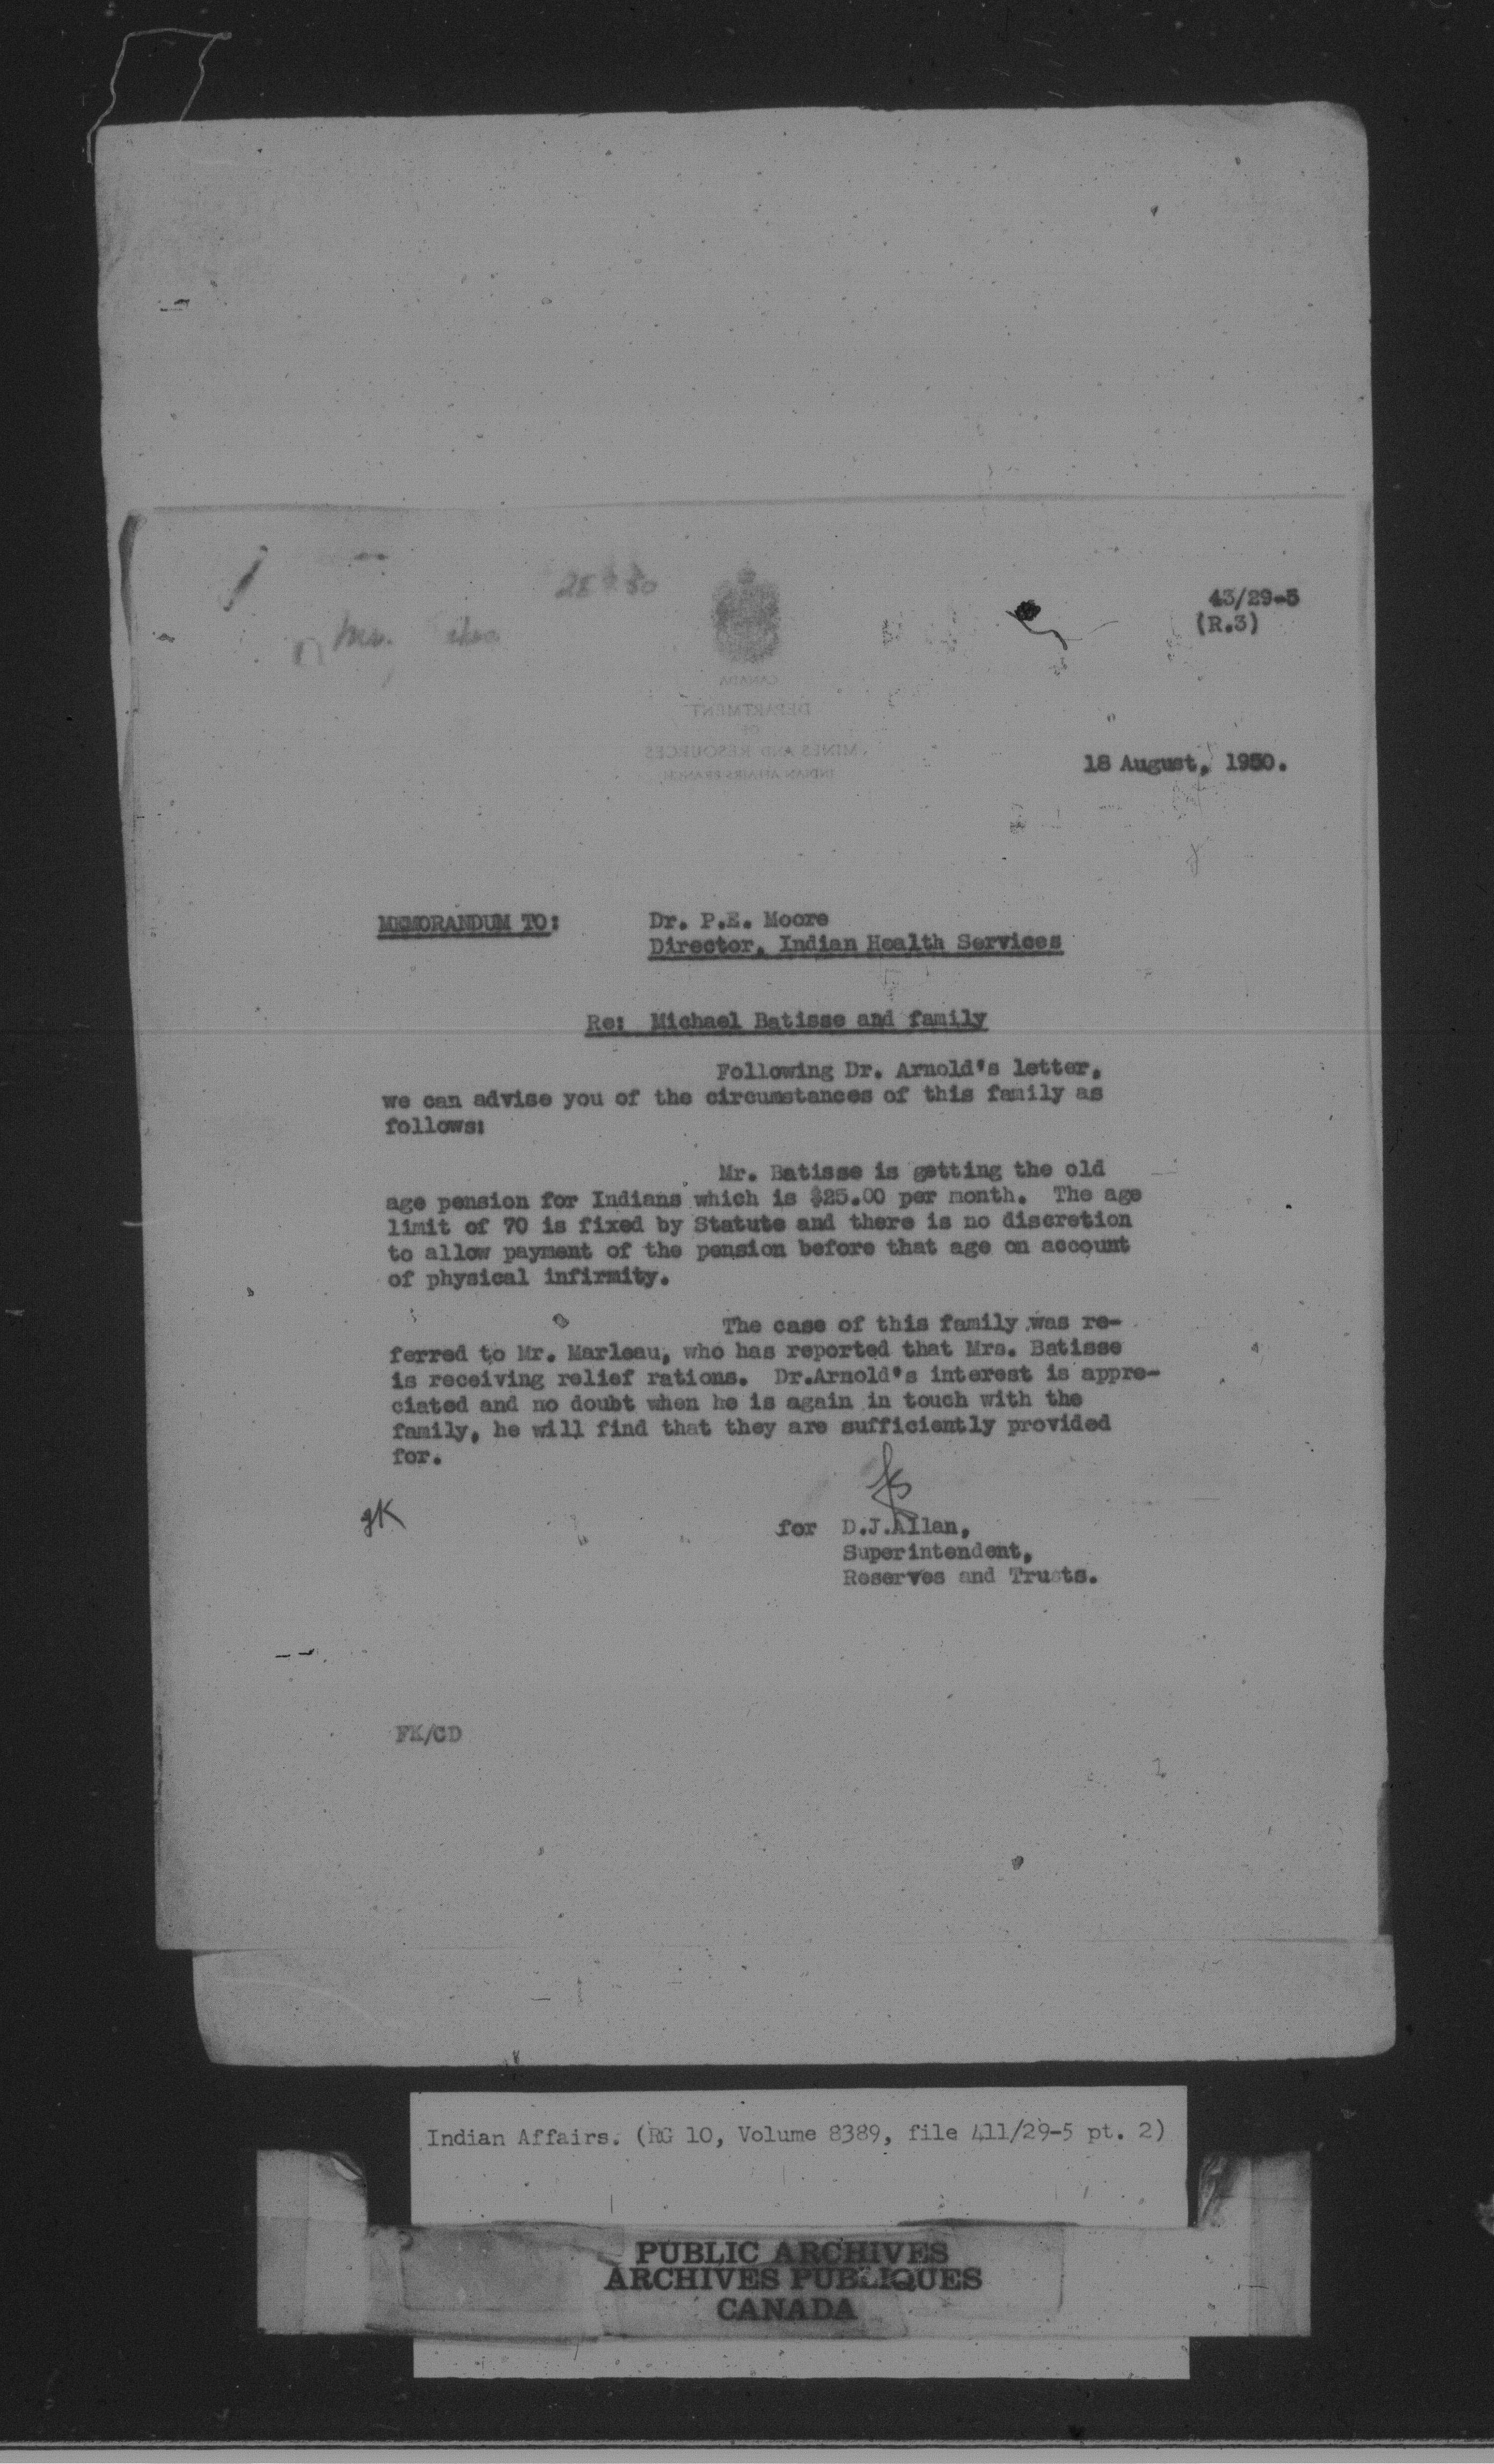 43/29-5
(R.3)
CANADA
DEPARTMENT
OF
MINES AND RESOURCES
INDIAN AFFAIRS BRANCH
18 August, 1950.
MEMORANDUM TO: Dr. P.E. Moore
Director, Indian Health Services
Re: Michael Batisse and family
Following Dr. Arnold's letter,
we can advise you of the circumstances of this family as
follows:
Mr. Batisse is getting the old
age pension for Indians which is $25.00 per month. The age
limit of 70 is fixed by Statute and there is no discretion
to allow payment of the pension before that age on account
of physical infirmity.
The case of this family was re-
ferred to Mr. Marleau, who has reported that Mrs. Batisse
is receiving relief rations. Dr.Arnold's interest is appre-
ciated and no doubt when he is again in touch with the
family, he will find that they are sufficiently provided
for.
for D.J.Allan,
Superintendent,
Reserves and Trusts.
FK/CD
Indian Affairs. (RG 10, Volume 8389, file 411/29-5 pt. 2)
PUBLIC ARCHIVES
ARCHIVES PUBLIQUES
CANADA